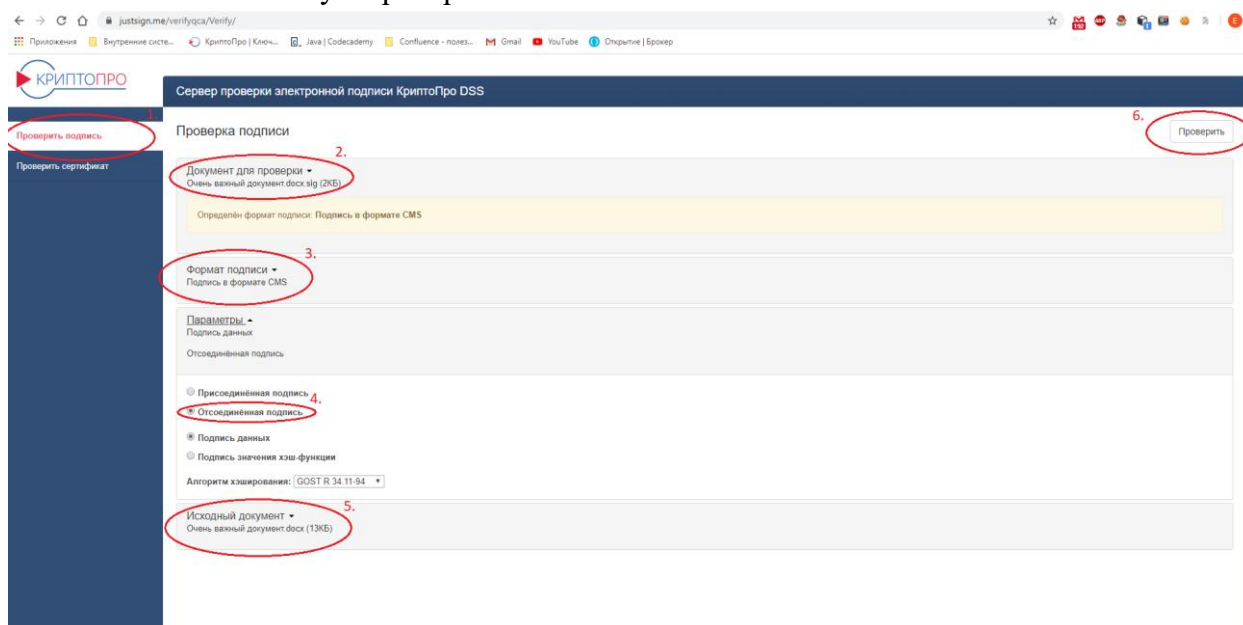 justsign.me/verifyqca/Verify/
Приложения Внутренние систе... КриптоПро | Ключ... Java | Codecademy Confluence - полез... Gmail YouTube Открытие | Брокер
КРИПТОПРО
Сервер проверки электронной подписи КриптоПро DSS
1.
Проверить подпись
Проверить сертификат
Проверка подписи
6.
Проверить
2.
Документ для проверки
Очень важный документ.docx.sig (2КБ)
Определён формат подписи: Подпись в формате CMS
3.
Формат подписи
Подпись в формате CMS
Параметры
Подпись данных
Отсоединённая подпись
Присоединённая подпись
4.
Отсоединённая подпись
Подпись данных
Подпись значения хэш-функции
Алгоритм хэширования: GOST R 34.11-94
5.
Исходный документ
Очень важный документ.docx (13КБ)